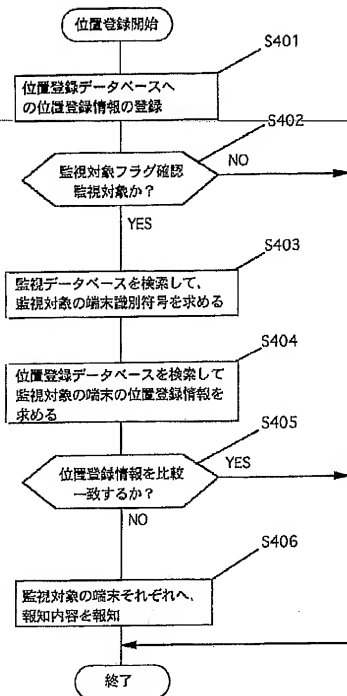 位置登録開始
S401
位置登録データベースへ
の位置登録情報の登録
S402
監視対象フラグ確認
監視対象か？
NO
YES
S403
監視データベースを検索して、
監視対象の端末識別符号を求める
S404
位置登録データベースを検索して
監視対象の端末の位置登録情報を
求める
S405
位置登録情報を比較
一致するか？
YES
NO
S406
監視対象の端末それぞれへ、
報知内容を報知
終了